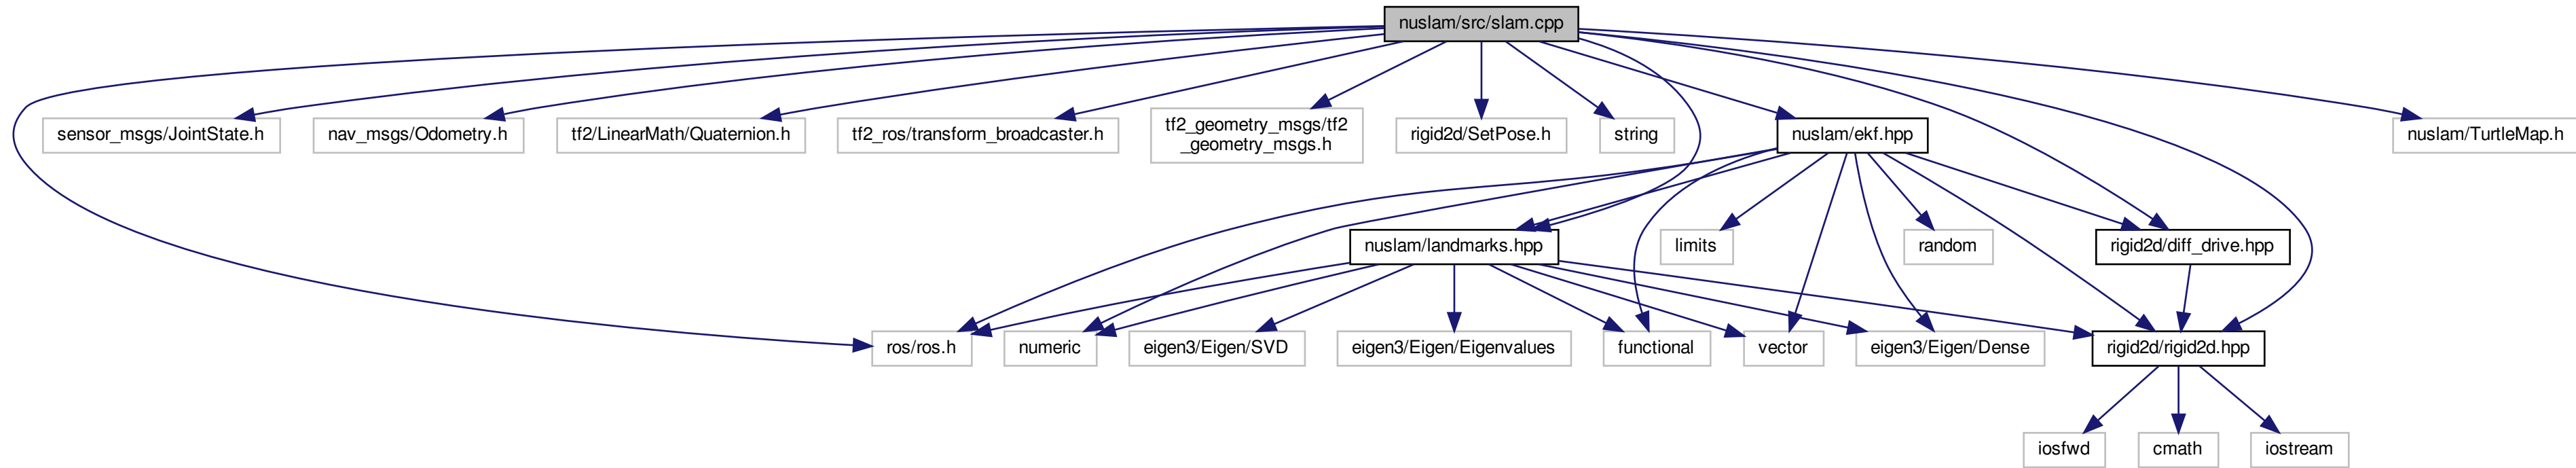 nuslam/src/slam.cpp
sensor_msgs/JointState.h
nav_msgs/Odometry.h
tf2/LinearMath/Quaternion.h
tf2_ros/transform_broadcaster.h
tf2_geometry_msgs/tf2
_geometry_msgs.h
rigid2d/SetPose.h
string
nuslam/ekf.hpp
nuslam/TurtleMap.h
nuslam/landmarks.hpp
limits
random
rigid2d/diff_drive.hpp
ros/ros.h
numeric
eigen3/Eigen/SVD
eigen3/Eigen/Eigenvalues
functional
vector
eigen3/Eigen/Dense
rigid2d/rigid2d.hpp
iosfwd
cmath
iostream